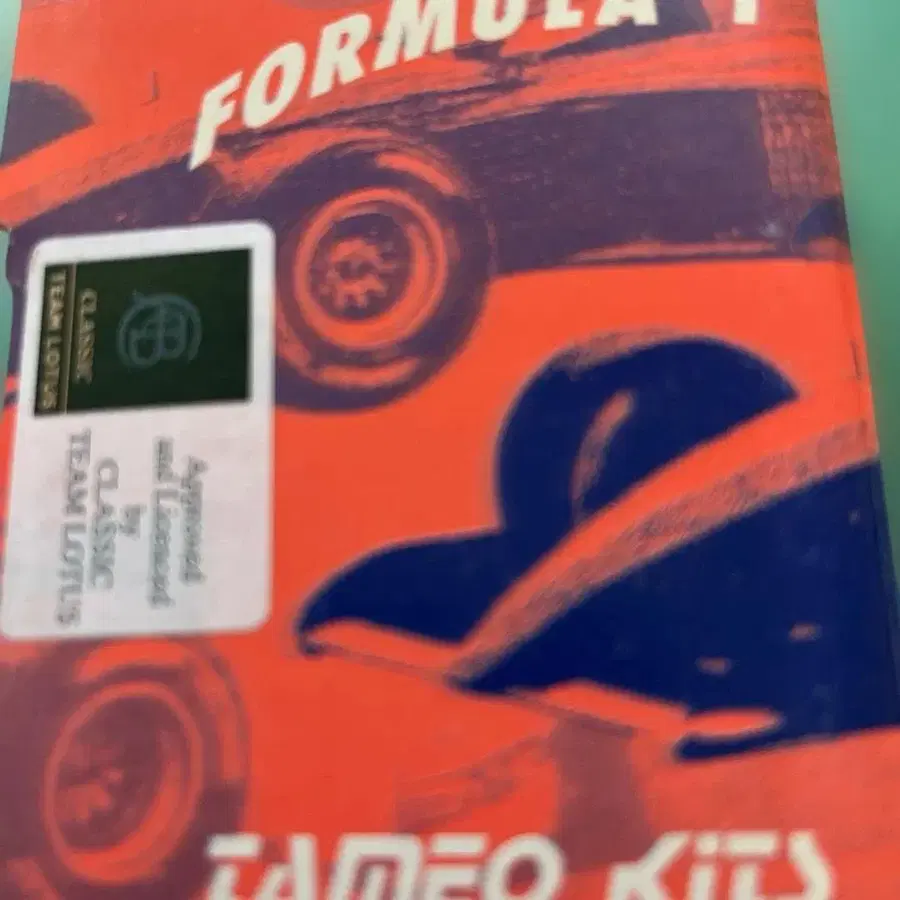 FORMULA 1
CLASSIC
TEAM LOTUS
Approved
and Licensed
by
CLASSIC
TEAM LOTUS
TAMEO KITS